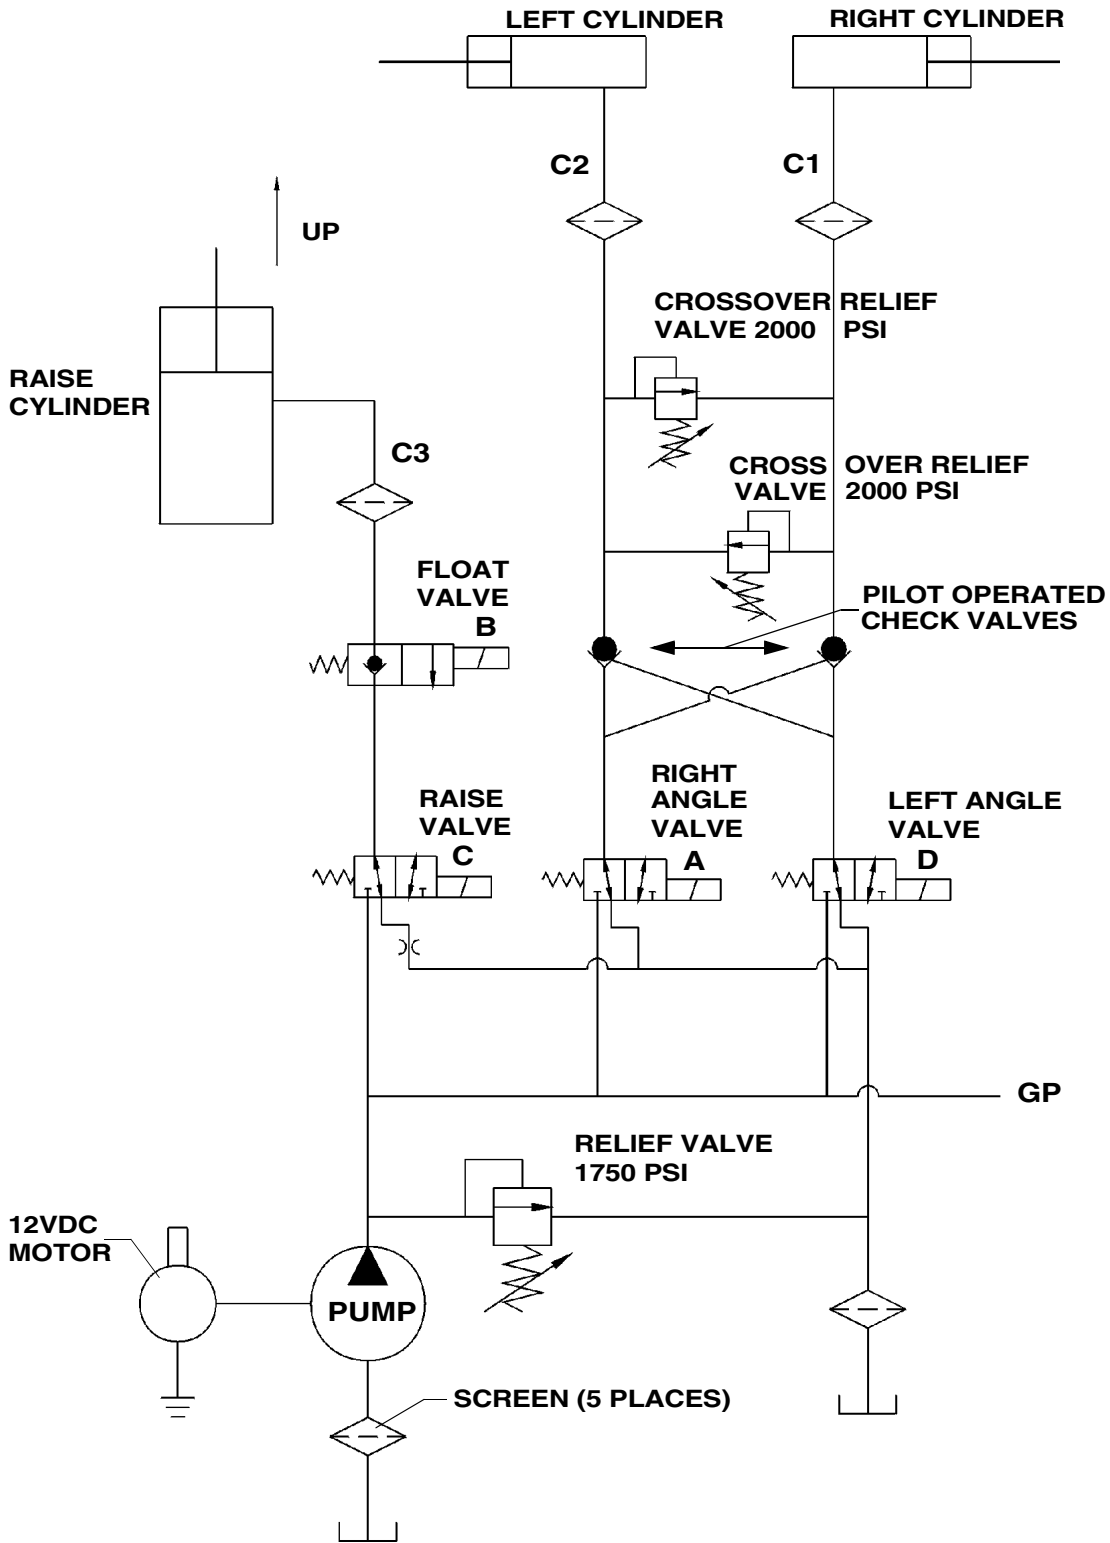 LEFT CYLINDER
RIGHT CYLINDER
C2
C1
UP
CROSSOVER RELIEF
VALVE 2000 PSI
RAISE
CYLINDER
C3
CROSS OVER RELIEF
VALVE 2000 PSI
FLOAT
VALVE
B
PILOT OPERATED
CHECK VALVES
RAISE
VALVE
C
RIGHT
ANGLE
VALVE
A
LEFT ANGLE
VALVE
D
GP
RELIEF VALVE
1750 PSI
12VDC
MOTOR
PUMP
SCREEN (5 PLACES)